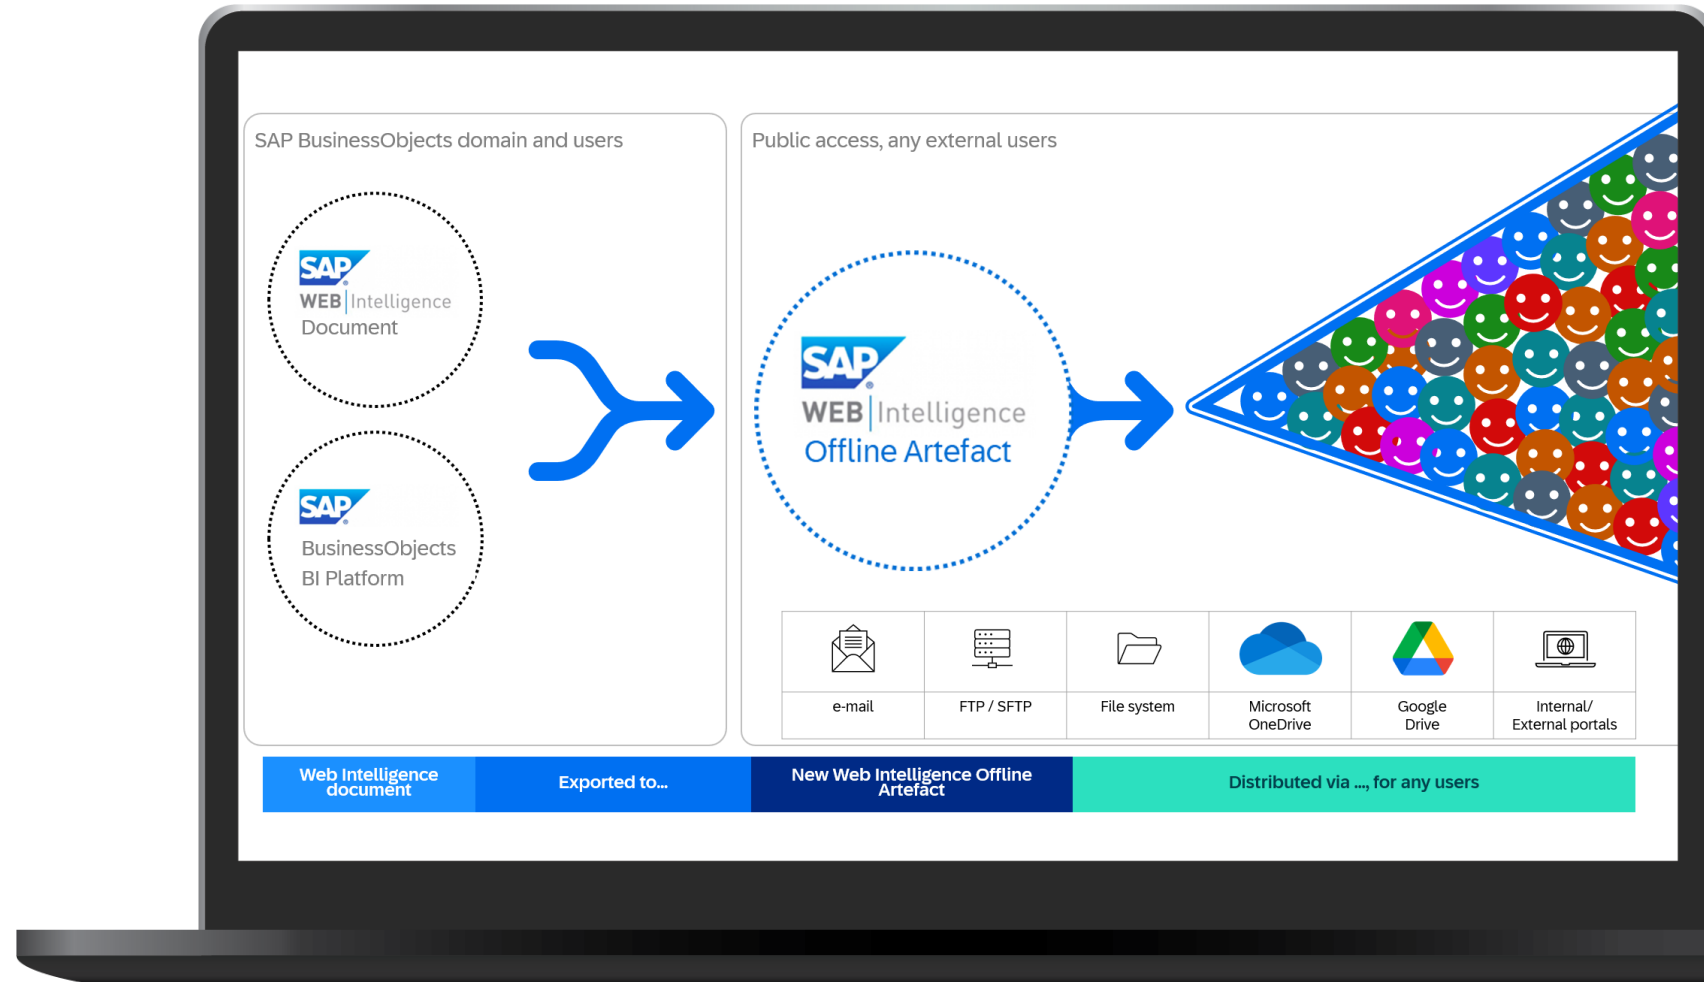 SAP BusinessObjects domain and users
SAP
WEB Intelligence
Document
SAP
BusinessObjects
BI Platform
Public access, any external users
SAP
WEB Intelligence
Offline Artefact
e-mail
FTP / SFTP
File system
Microsoft
OneDrive
Google
Drive
Internal/
External portals
Web Intelligence
document
Exported to...
New Web Intelligence Offline
Artefact
Distributed via ..., for any users